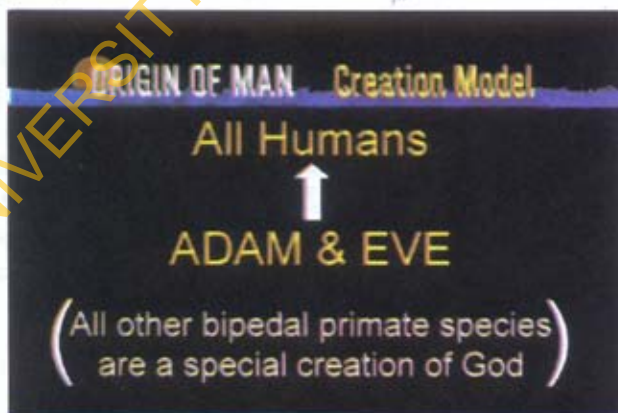 ORIGIN OF MAN Creation Model
All Humans
ADAM & EVE
(All other bipedal primate species
are a special creation of God)